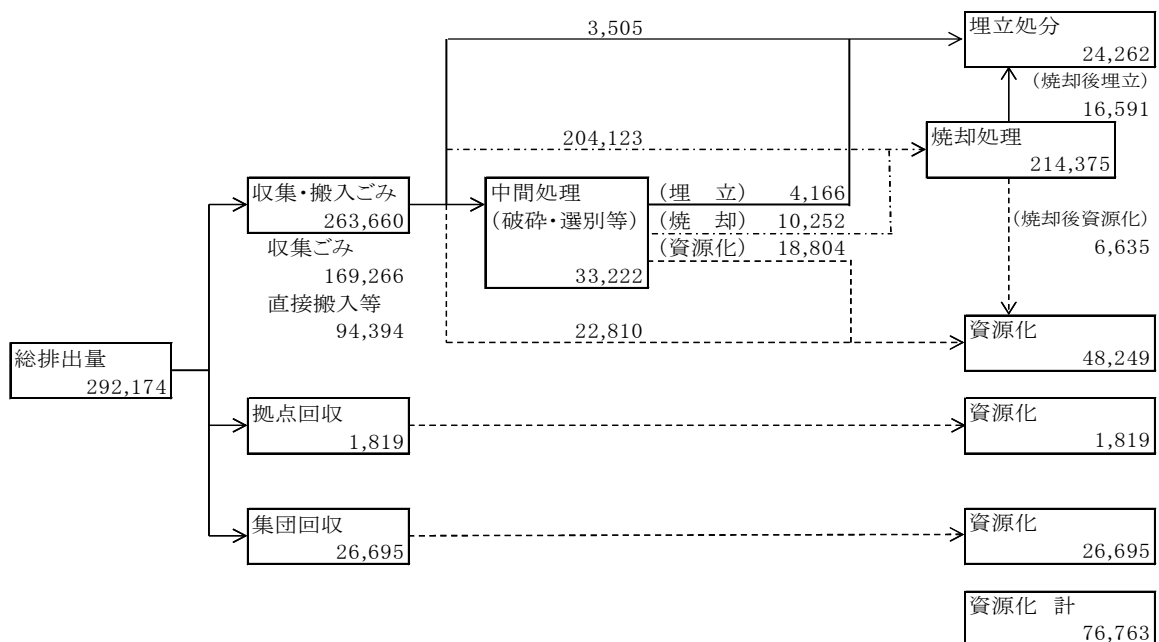 3,505
埋立処分
24,262
(焼却後埋立)
16,591
204,123
焼却処理
214,375
収集・搬入ごみ
263,660
中間処理
(破砕・選別等)
33,222
(埋 立) 4,166
(焼 却) 10,252
(資源化) 18,804
(焼却後資源化)
6,635
収集ごみ
169,266
直接搬入等
94,394
22,810
資源化
48,249
総排出量
292,174
拠点回収
1,819
資源化
1,819
集団回収
26,695
資源化
26,695
資源化 計
76,763